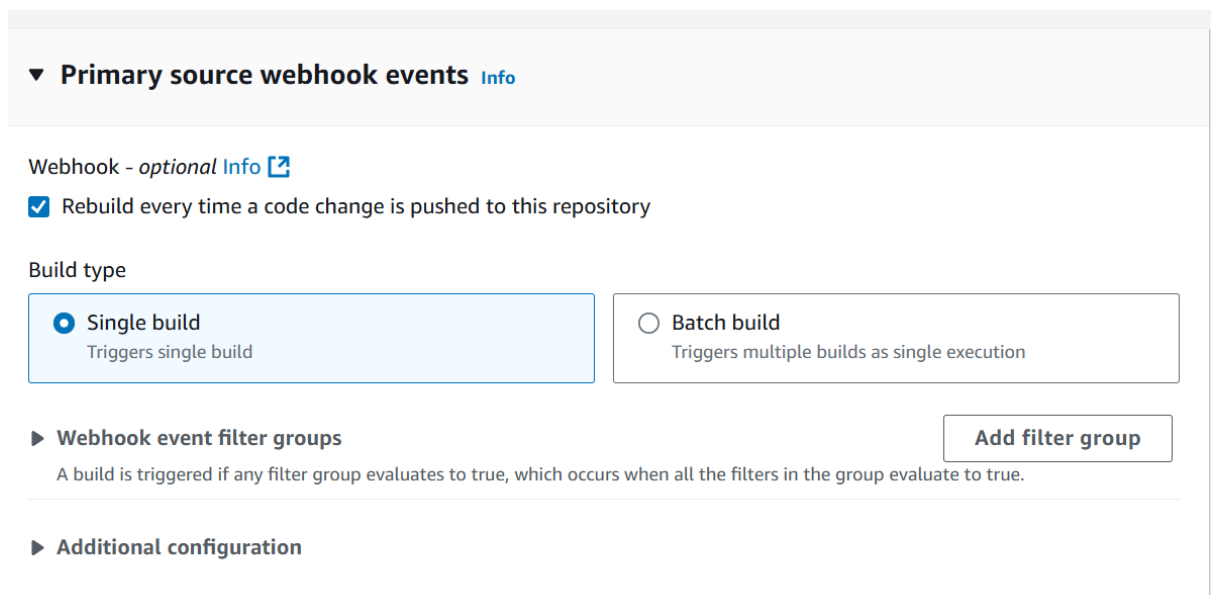 Primary source webhook events Info
Webhook - optional Info
Rebuild every time a code change is pushed to this repository
Build type
Single build
Triggers single build
Batch build
Triggers multiple builds as single execution
Webhook event filter groups
Add filter group
A build is triggered if any filter group evaluates to true, which occurs when all the filters in the group evaluate to true.
Additional configuration